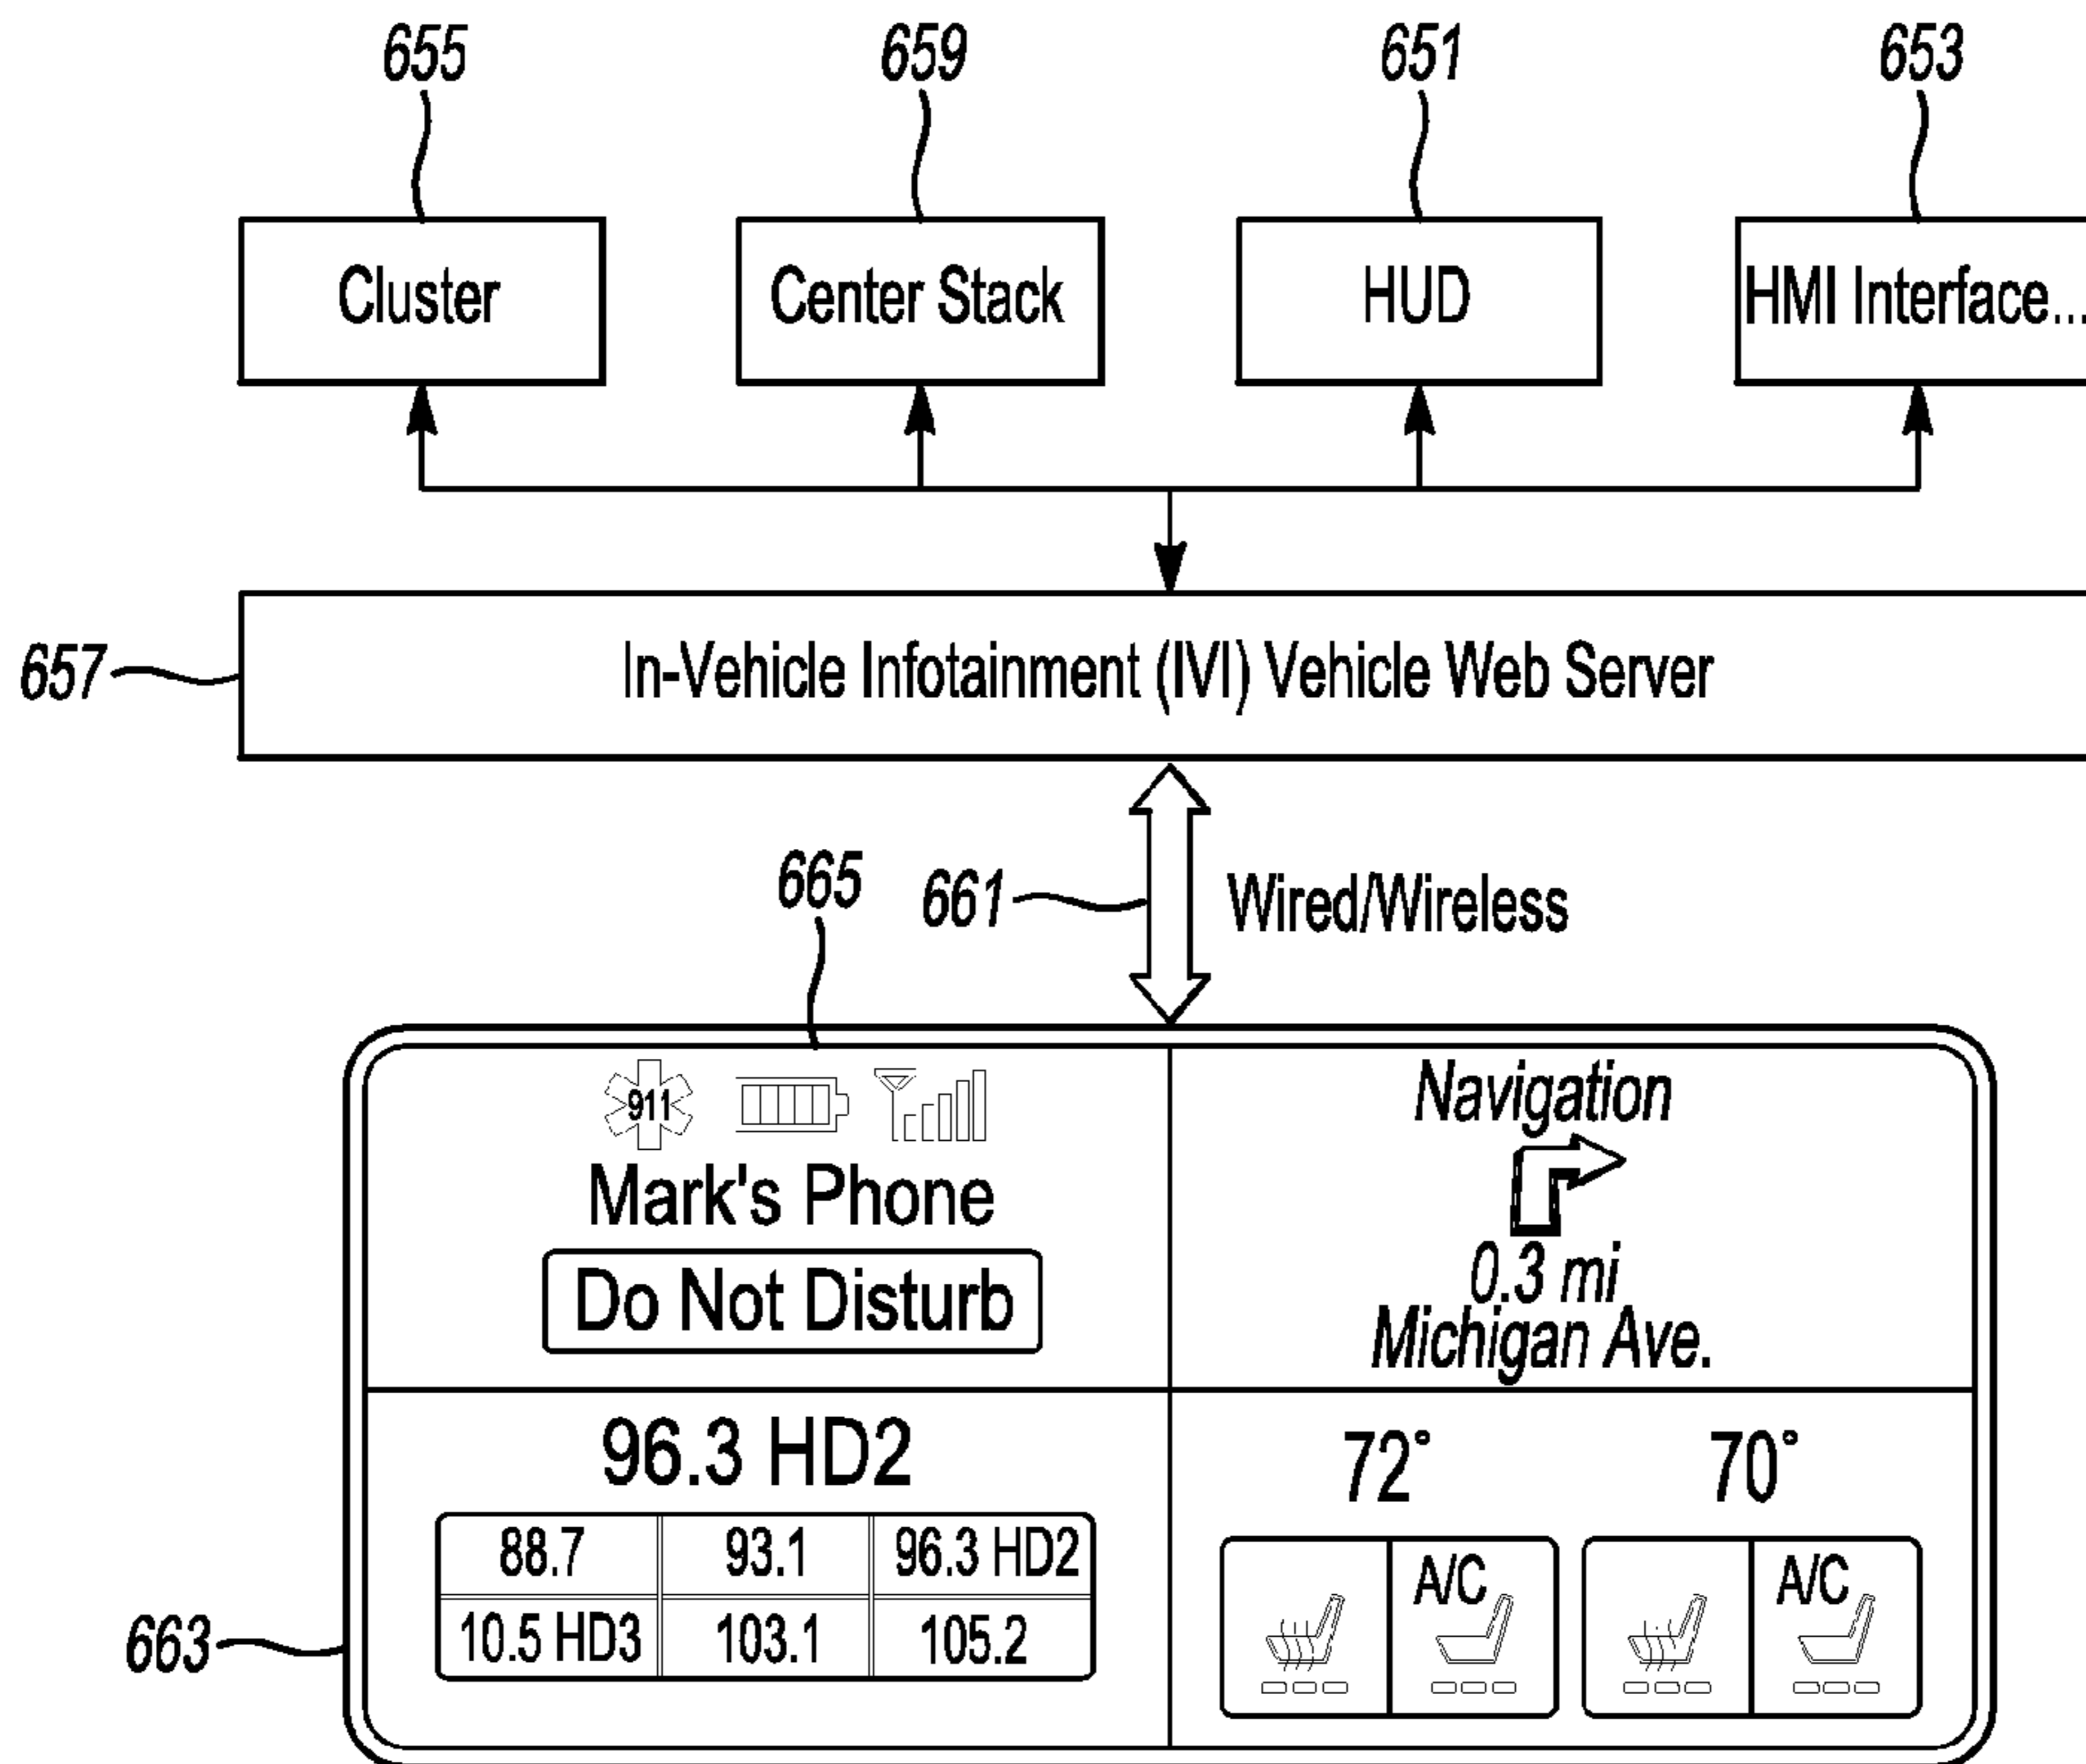 655 659 651 653
Cluster Center Stack HUD HMI Interface...
657 In-Vehicle Infotainment (IVI) Vehicle Web Server
665 661 Wired/Wireless
911
Mark's Phone
Do Not Disturb
Navigation
0.3 mi
Michigan Ave.
96.3 HD2
88.7 93.1 96.3 HD2
10.5 HD3 103.1 105.2
72° 70°
A/C A/C
663